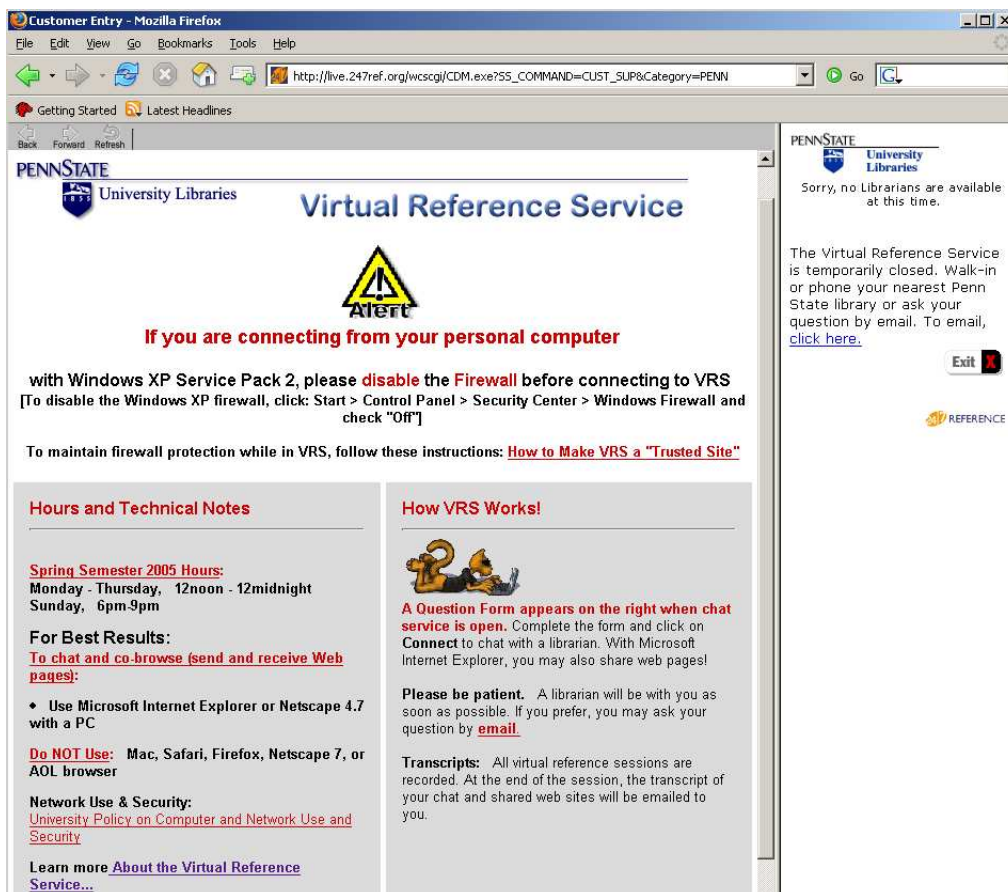 Customer Entry - Mozilla Firefox
File Edit View Go Bookmarks Tools Help
http://live.247ref.org/wcscgi/CDM.exe?SS_COMMAND=CUST_SUP&Category=PENN
Go
G
Getting Started Latest Headlines
Back Forward Refresh
PENNSTATE
1855
University Libraries
Virtual Reference Service
Alert
If you are connecting from your personal computer
with Windows XP Service Pack 2, please disable the Firewall before connecting to VRS
[To disable the Windows XP firewall, click: Start > Control Panel > Security Center > Windows Firewall and
check "Off"]
To maintain firewall protection while in VRS, follow these instructions: How to Make VRS a "Trusted Site"
Hours and Technical Notes
Spring Semester 2005 Hours:
Monday - Thursday, 12noon - 12midnight
Sunday, 6pm-9pm
For Best Results:
To chat and co-browse (send and receive Web
pages):
• Use Microsoft Internet Explorer or Netscape 4.7
with a PC
Do NOT Use: Mac, Safari, Firefox, Netscape 7, or
AOL browser
Network Use & Security:
University Policy on Computer and Network Use and
Security
Learn more About the Virtual Reference
Service...
How VRS Works!
A Question Form appears on the right when chat
service is open. Complete the form and click on
Connect to chat with a librarian. With Microsoft
Internet Explorer, you may also share web pages!
Please be patient. A librarian will be with you as
soon as possible. If you prefer, you may ask your
question by email.
Transcripts: All virtual reference sessions are
recorded. At the end of the session, the transcript of
your chat and shared web sites will be emailed to
you.
PENNSTATE
University
Libraries
Sorry, no Librarians are available
at this time.
The Virtual Reference Service
is temporarily closed. Walk-in
or phone your nearest Penn
State library or ask your
question by email. To email,
click here.
Exit X
REFERENCE